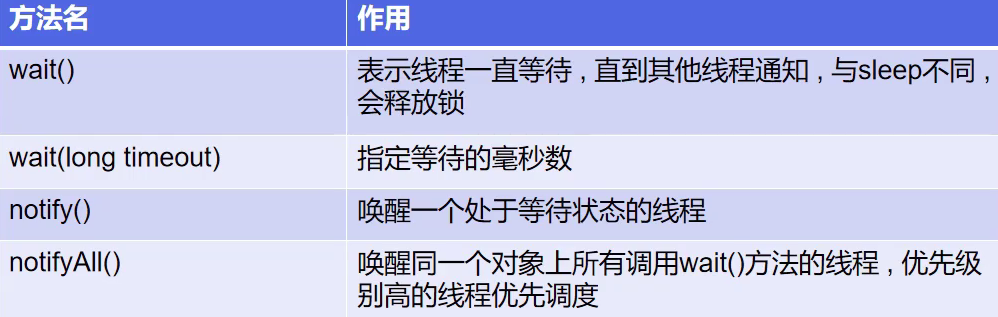 方法名 作用
wait() 表示线程一直等待 , 直到其他线程通知 , 与sleep不同 ,
会释放锁
wait(long timeout) 指定等待的毫秒数
notify() 唤醒一个处于等待状态的线程
notifyAll() 唤醒同一个对象上所有调用wait()方法的线程 , 优先级
别高的线程优先调度